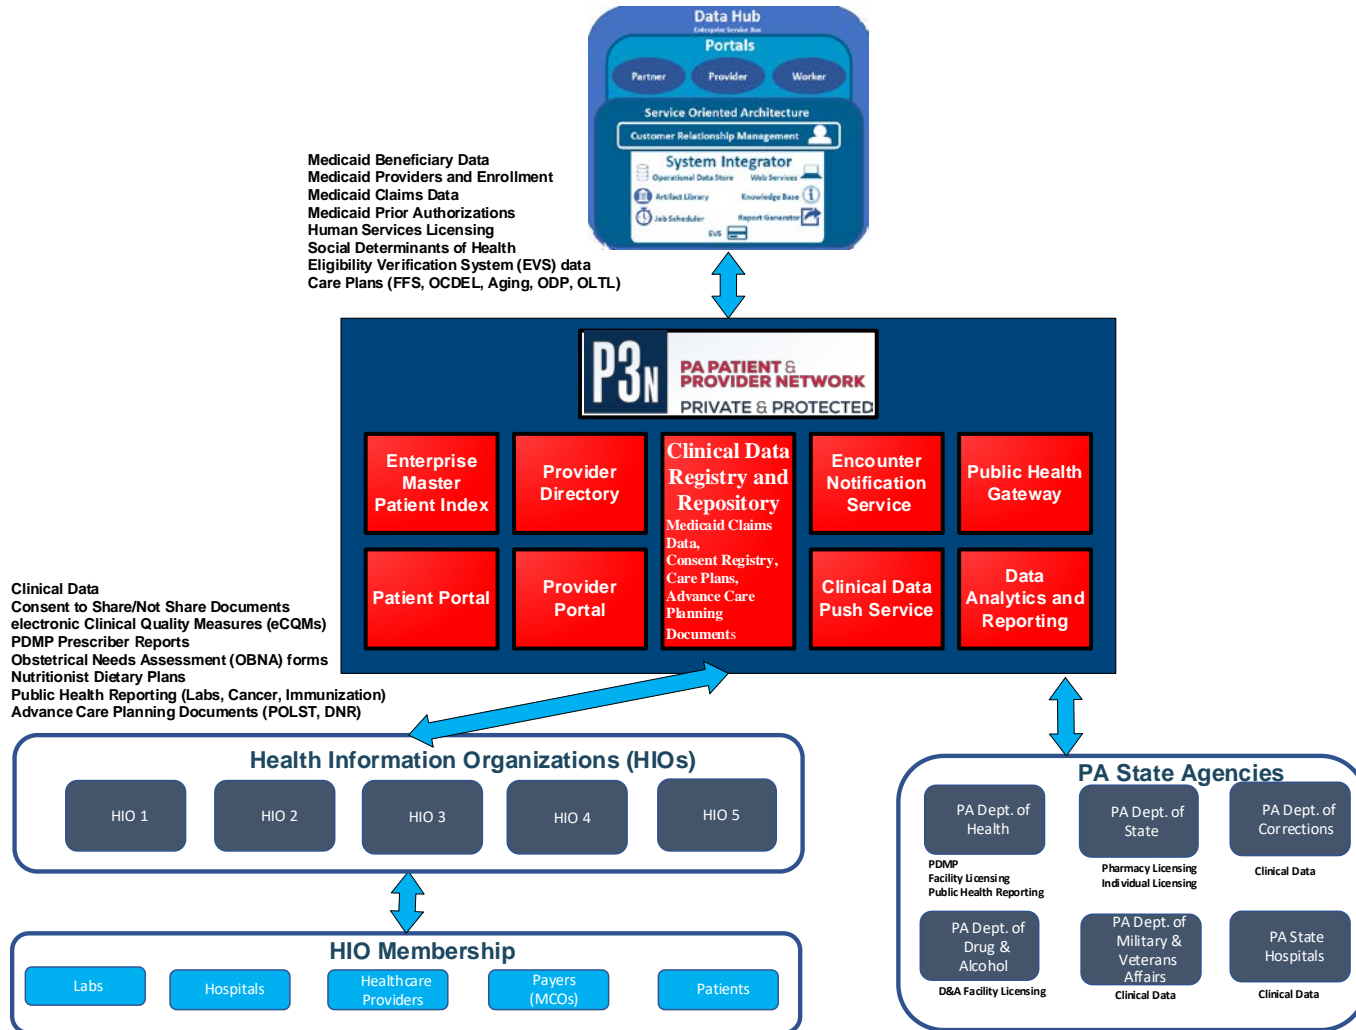 Data Hub
Enterprise Service Bus
Portals
Partner
Provider
Worker
Service Oriented Architecture
Customer Relationship Management
System Integrator
Operational Data Store
Web Services
Artifact Library
Knowledge Base
Job Scheduler
Report Generator
EVS
Medicaid Beneficiary Data
Medicaid Providers and Enrollment
Medicaid Claims Data
Medicaid Prior Authorizations
Human Services Licensing
Social Determinants of Health
Eligibility Verification System (EVS) data
Care Plans (FFS, OCDEL, Aging, ODP, OLTL)
P3N
PA PATIENT &
PROVIDER NETWORK
PRIVATE & PROTECTED
Enterprise
Master
Patient Index
Provider
Directory
Clinical Data
Registry and
Repository
Medicaid Claims
Data,
Consent Registry,
Care Plans,
Advance Care
Planning
Documents
Encounter
Notification
Service
Public Health
Gateway
Patient Portal
Provider
Portal
Clinical Data
Push Service
Data
Analytics and
Reporting
Clinical Data
Consent to Share/Not Share Documents
electronic Clinical Quality Measures (eCQMs)
PDMP Prescriber Reports
Obstetrical Needs Assessment (OBNA) forms
Nutritionist Dietary Plans
Public Health Reporting (Labs, Cancer, Immunization)
Advance Care Planning Documents (POLST, DNR)
Health Information Organizations (HIOs)
HIO 1
HIO 2
HIO 3
HIO 4
HIO 5
HIO Membership
Labs
Hospitals
Healthcare
Providers
Payers
(MCOs)
Patients
PA State Agencies
PA Dept. of
Health
PDMP
Facility Licensing
Public Health Reporting
PA Dept. of
State
Pharmacy Licensing
Individual Licensing
PA Dept. of
Corrections
Clinical Data
PA Dept. of
Drug &
Alcohol
D&A Facility Licensing
PA Dept. of
Military &
Veterans
Affairs
Clinical Data
PA State
Hospitals
Clinical Data